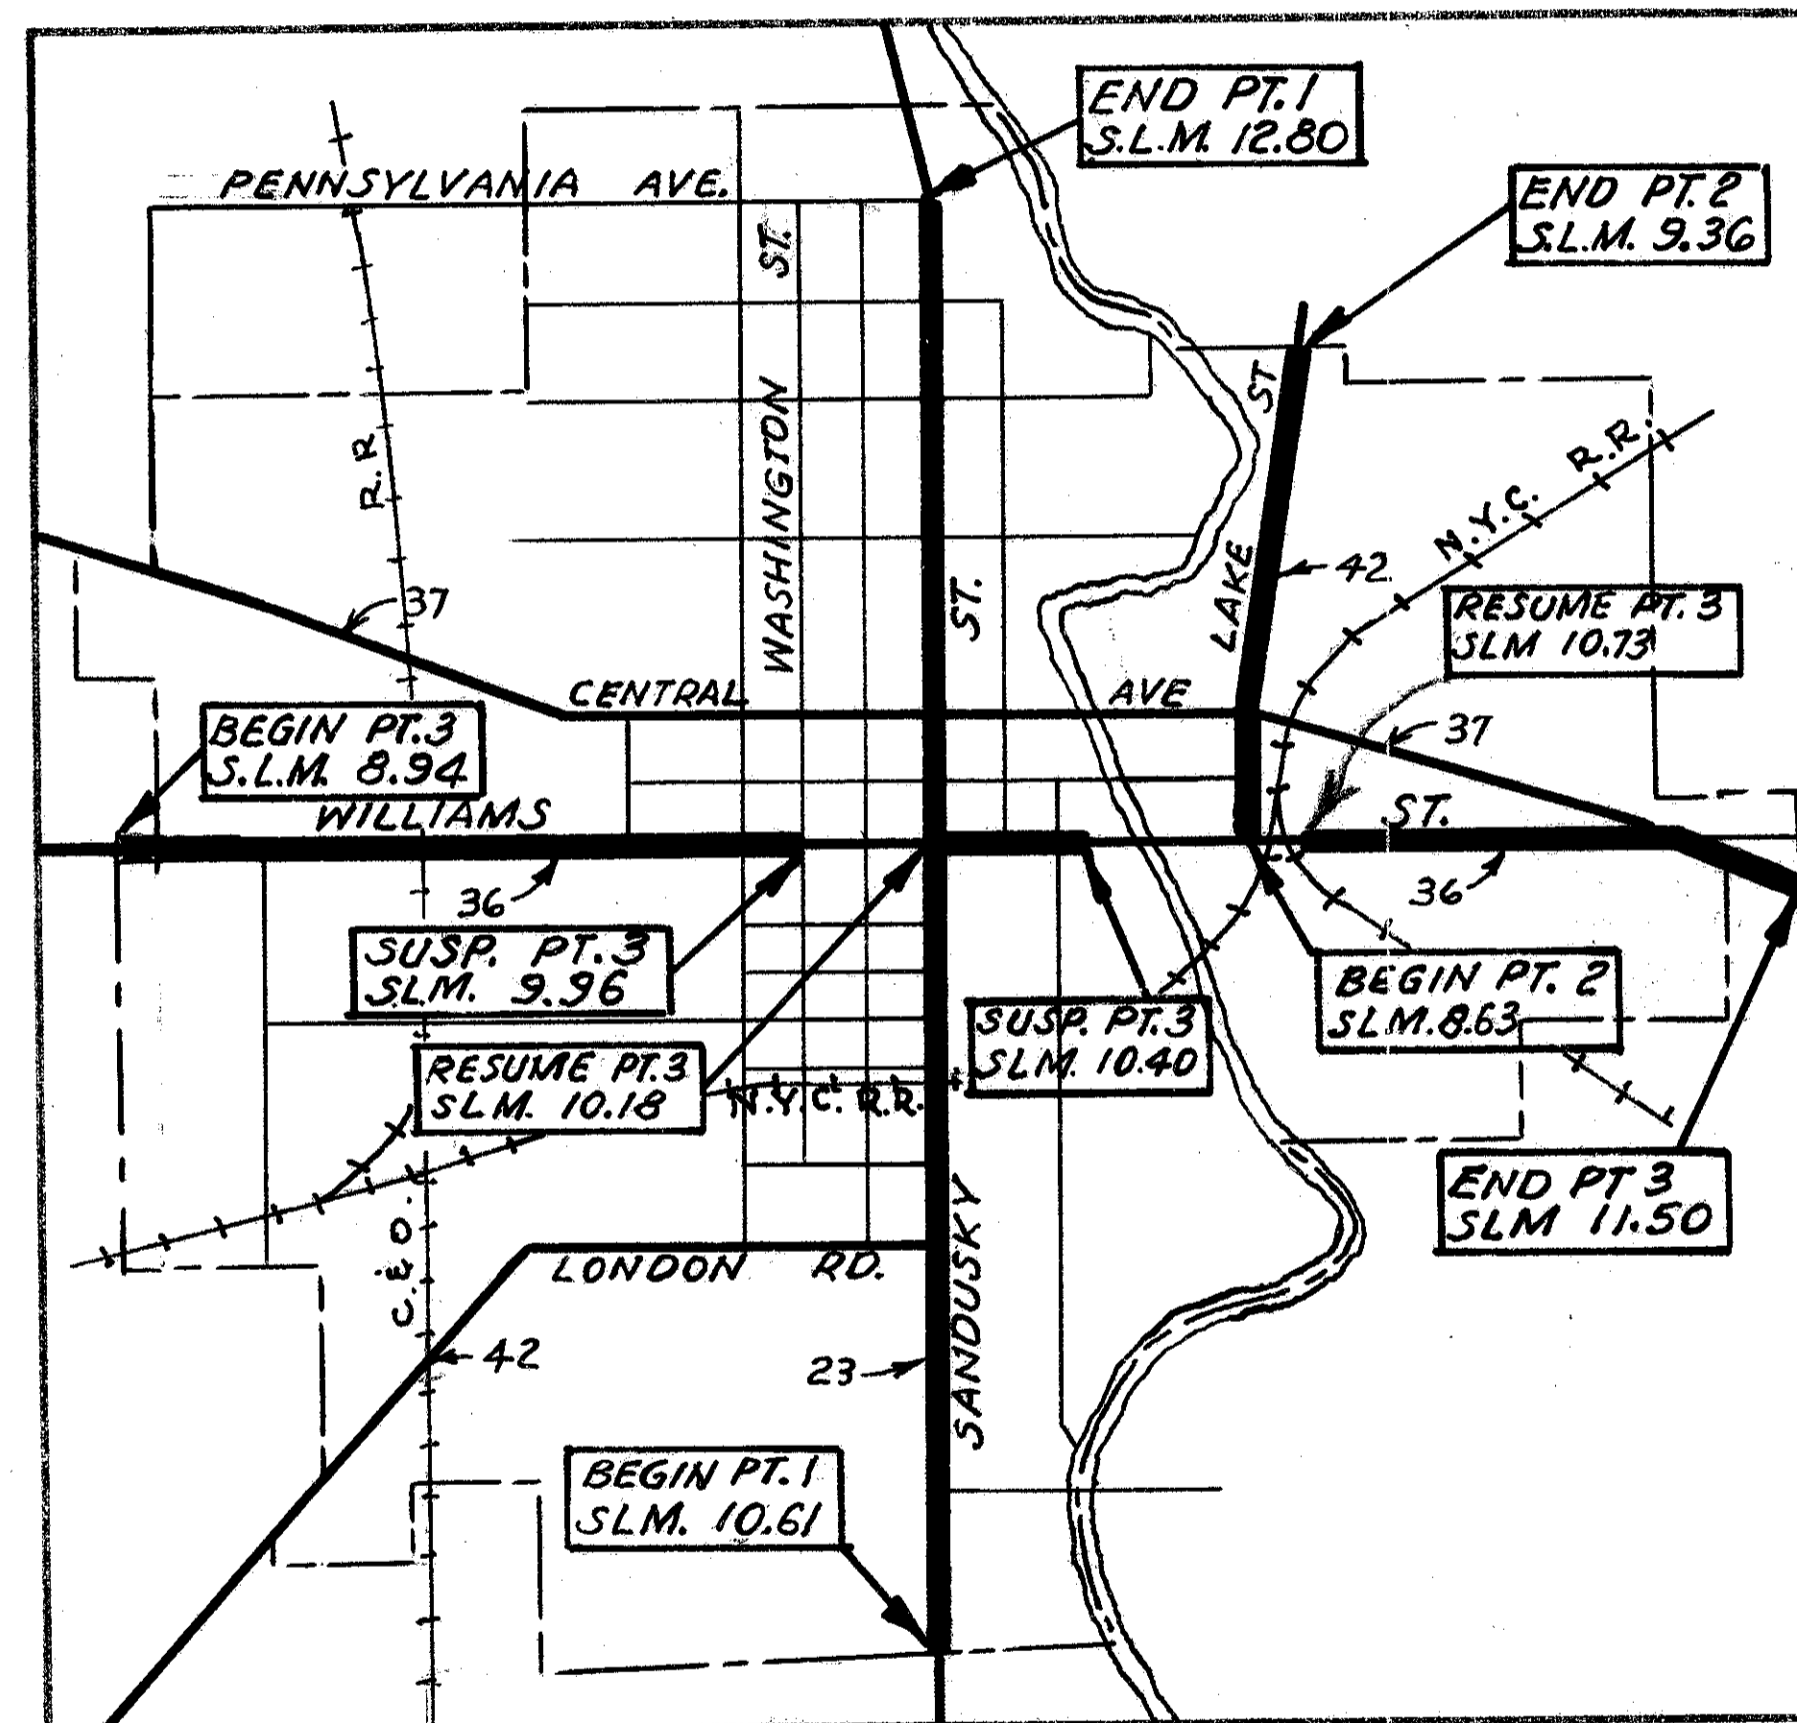 END PT. 1
S.L.M. 12.80
PENNSYLVANIA AVE.
END PT. 2
S.L.M. 9.36
WASHINGTON ST.
LAKE ST
R.R
N.Y.C. R.R.
42
37
ST.
RESUME PT. 3
SLM 10.73
CENTRAL AVE
37
BEGIN PT. 3
S.L.M. 8.94
WILLIAMS ST.
36
36
SUSP. PT. 3
SLM. 9.96
BEGIN PT. 2
SLM. 8.63
SUSP. PT. 3
SLM. 10.40
RESUME PT. 3
SLM. 10.18
N.Y.C. R.R.
END PT 3
SLM 11.50
C.&O.
LONDON RD.
SANDUSKY
42
23
BEGIN PT. 1
SLM. 10.61